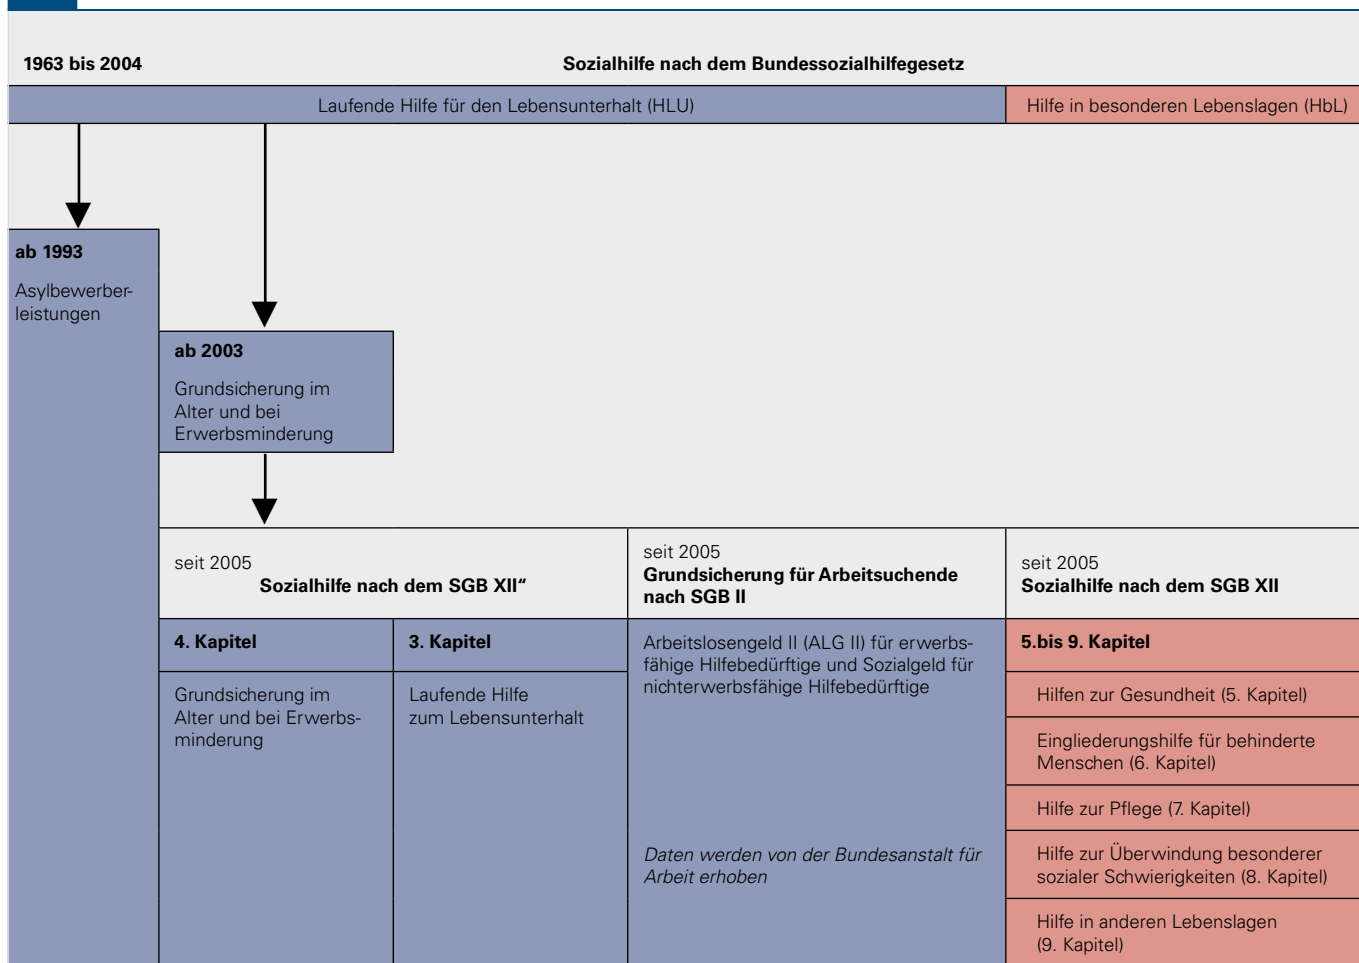 1963 bis 2004
Sozialhilfe nach dem Bundessozialhilfegesetz
Laufende Hilfe für den Lebensunterhalt (HLU)
Hilfe in besonderen Lebenslagen (HbL)
ab 1993
Asylbewerber-
leistungen
ab 2003
Grundsicherung im
Alter und bei
Erwerbsminderung
seit 2005
Sozialhilfe nach dem SGB XII“
seit 2005
Grundsicherung für Arbeitsuchende
nach SGB II
seit 2005
Sozialhilfe nach dem SGB XII
4. Kapitel
Grundsicherung im
Alter und bei Erwerbs-
minderung
3. Kapitel
Laufende Hilfe
zum Lebensunterhalt
Arbeitslosengeld II (ALG II) für erwerbs-
fähige Hilfebedürftige und Sozialgeld für
nichterwerbsfähige Hilfebedürftige
Daten werden von der Bundesanstalt für
Arbeit erhoben
5.bis 9. Kapitel
Hilfen zur Gesundheit (5. Kapitel)
Eingliederungshilfe für behinderte
Menschen (6. Kapitel)
Hilfe zur Pflege (7. Kapitel)
Hilfe zur Überwindung besonderer
sozialer Schwierigkeiten (8. Kapitel)
Hilfe in anderen Lebenslagen
(9. Kapitel)